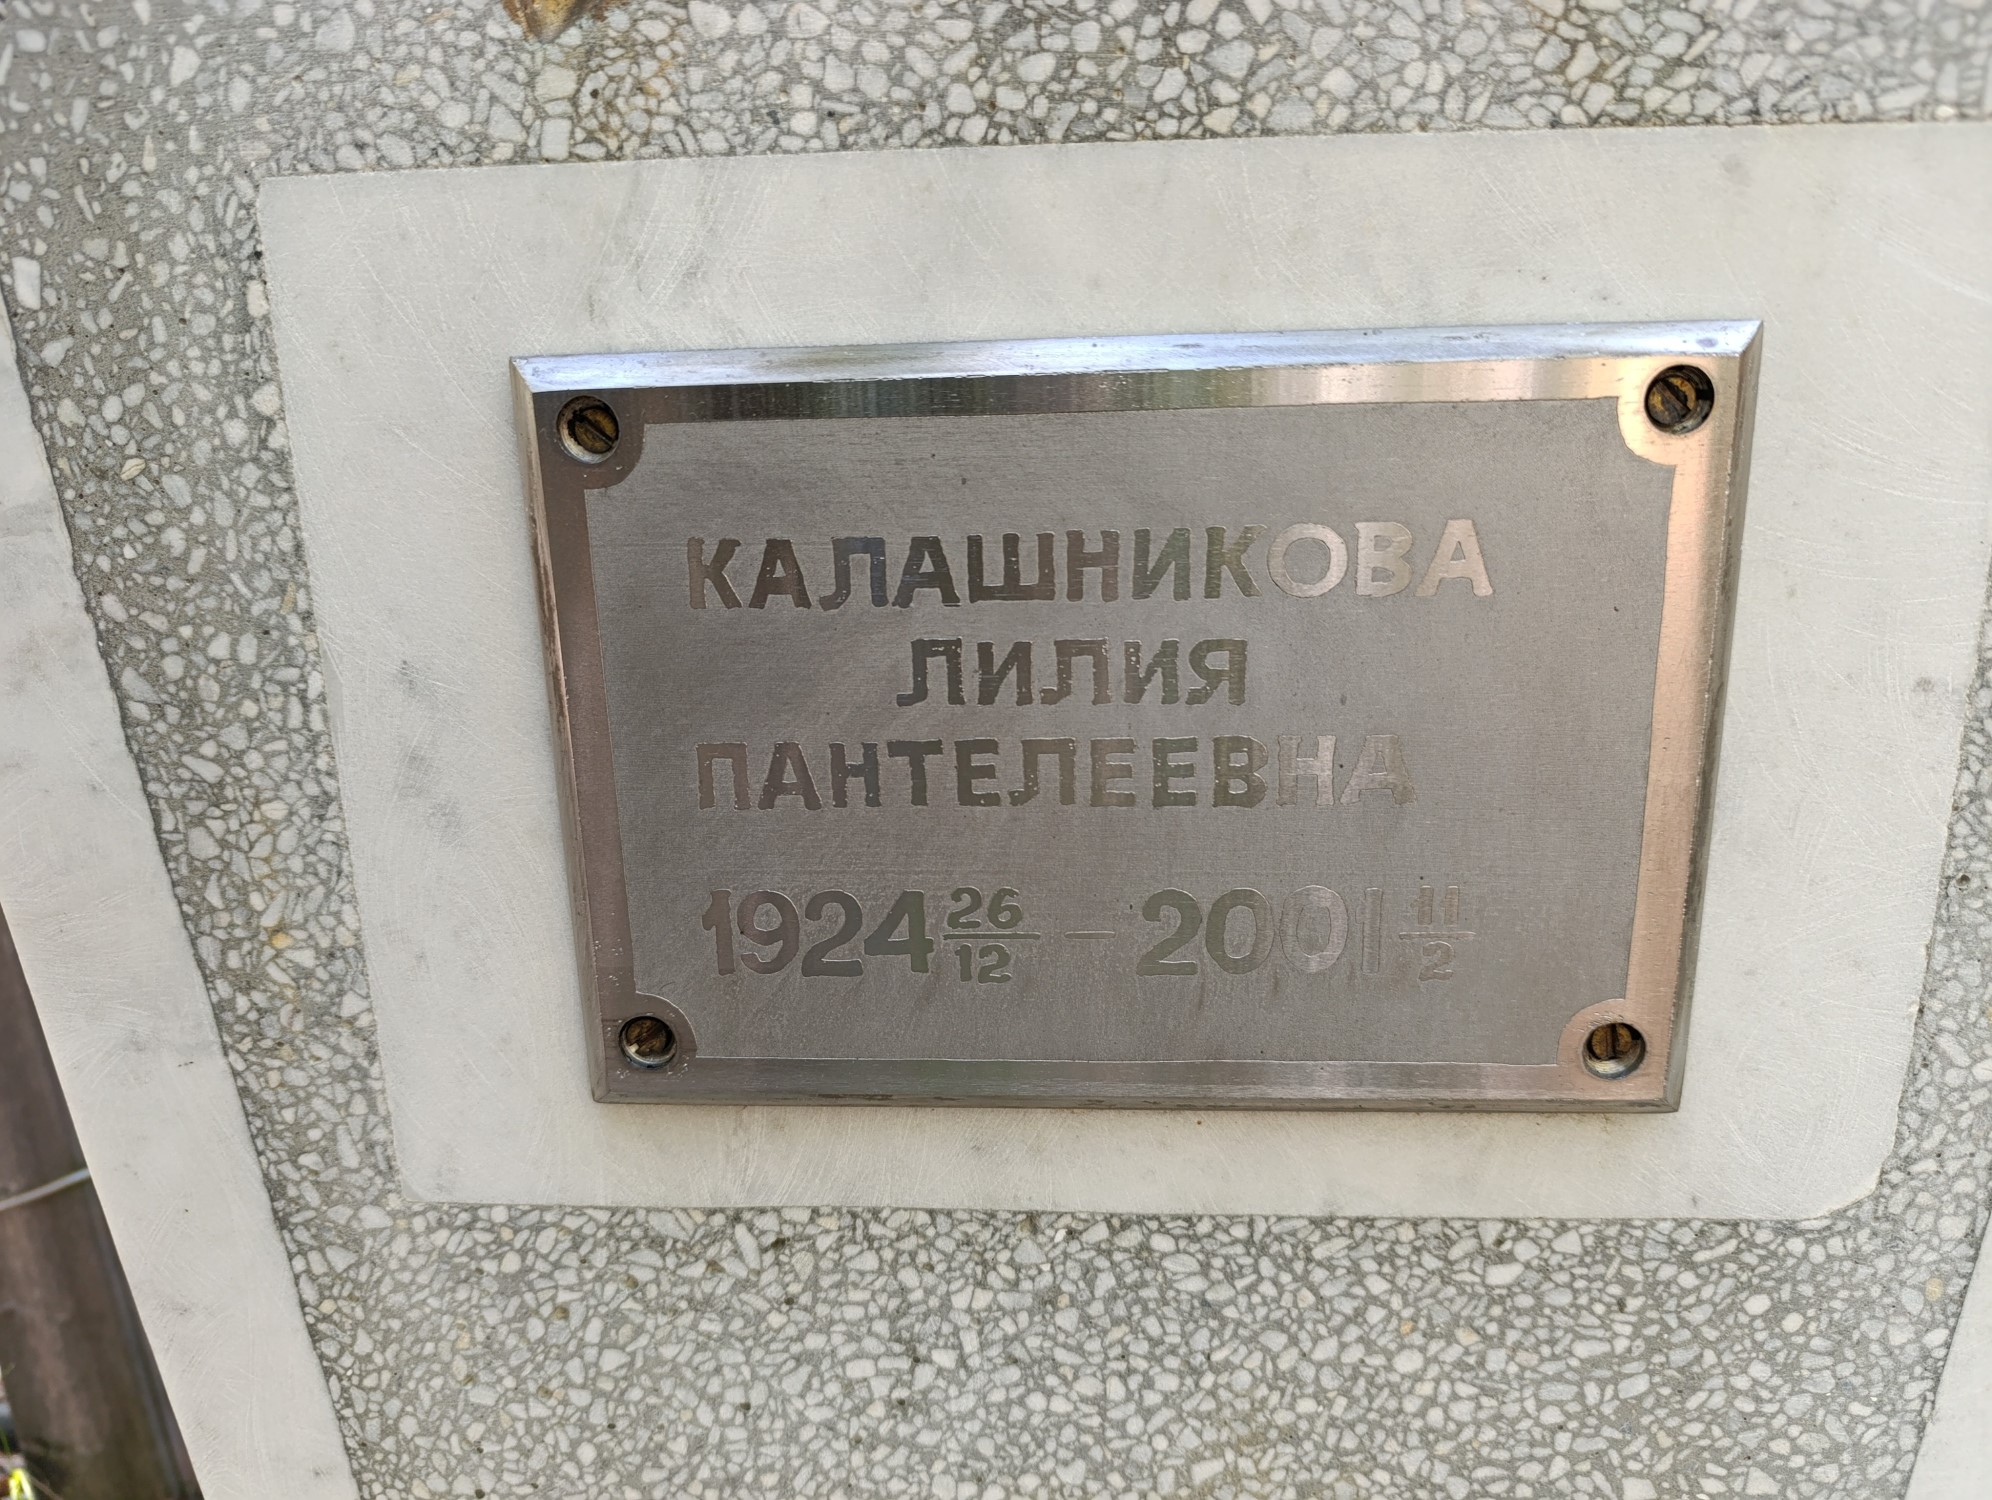 КАЛАШНИКОВА
ЛИЛИЯ
ПАНТЕЛЕЕВНА
1924 26/12 – 2001 11/2